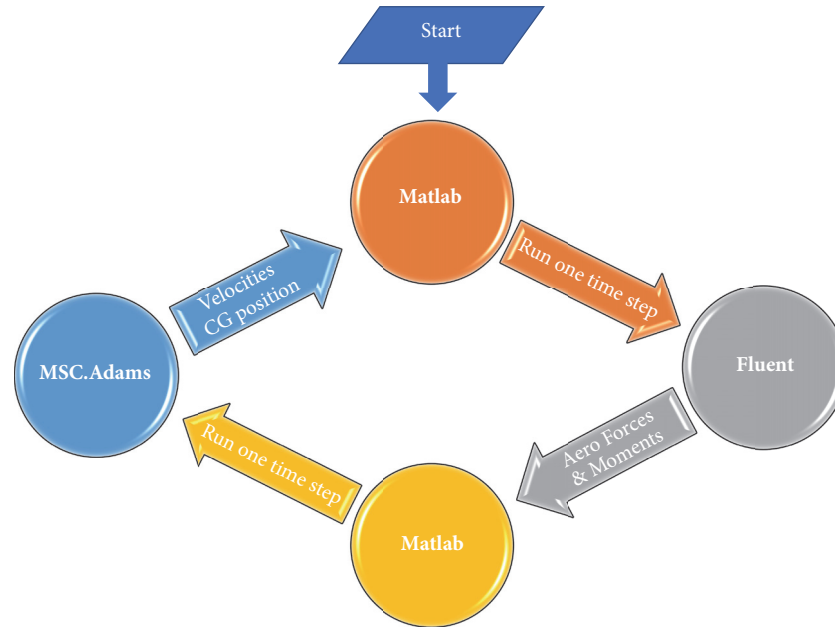 Start
Matlab
Run one time step
Fluent
Aero Forces
& Moments
Matlab
Run one time step
MSC.Adams
Velocities
CG position